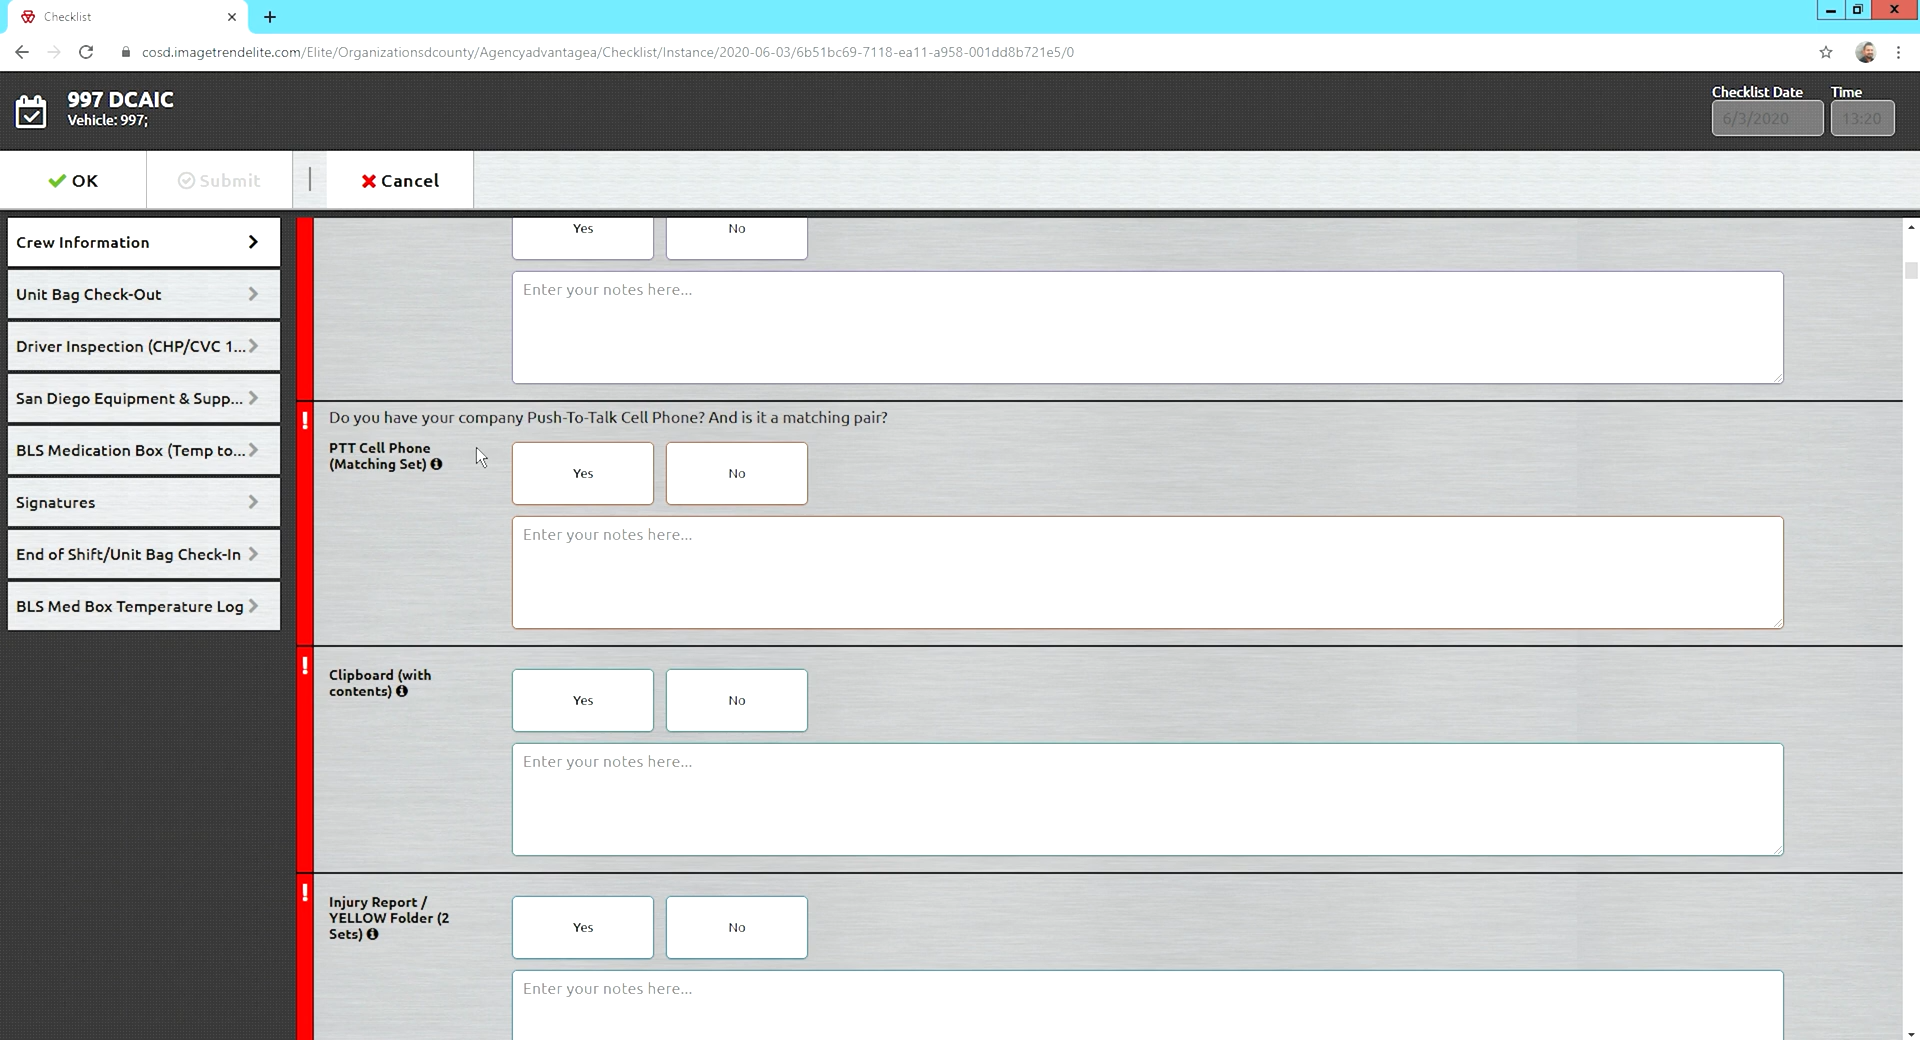 Checklist
cosd.imagetrendelite.com/Elite/Organizationsdcounty/Agencyadvantagea/Checklist/Instance/2020-06-03/6b51bc69-7118-ea11-a958-001dd8b721e5/0
997 DCAIC
Vehicle: 997;
Checklist Date
Time
6/3/2020
13:20
OK
Submit
Cancel
Crew Information
Unit Bag Check-Out
Driver Inspection (CHP/CVC 1...
San Diego Equipment & Supp...
BLS Medication Box (Temp to...
Signatures
End of Shift/Unit Bag Check-In
BLS Med Box Temperature Log
Yes
No
Enter your notes here...
Do you have your company Push-To-Talk Cell Phone? And is it a matching pair?
PTT Cell Phone
(Matching Set)
Yes
No
Enter your notes here...
Clipboard (with
contents)
Yes
No
Enter your notes here...
Injury Report /
YELLOW Folder (2
Sets)
Yes
No
Enter your notes here...